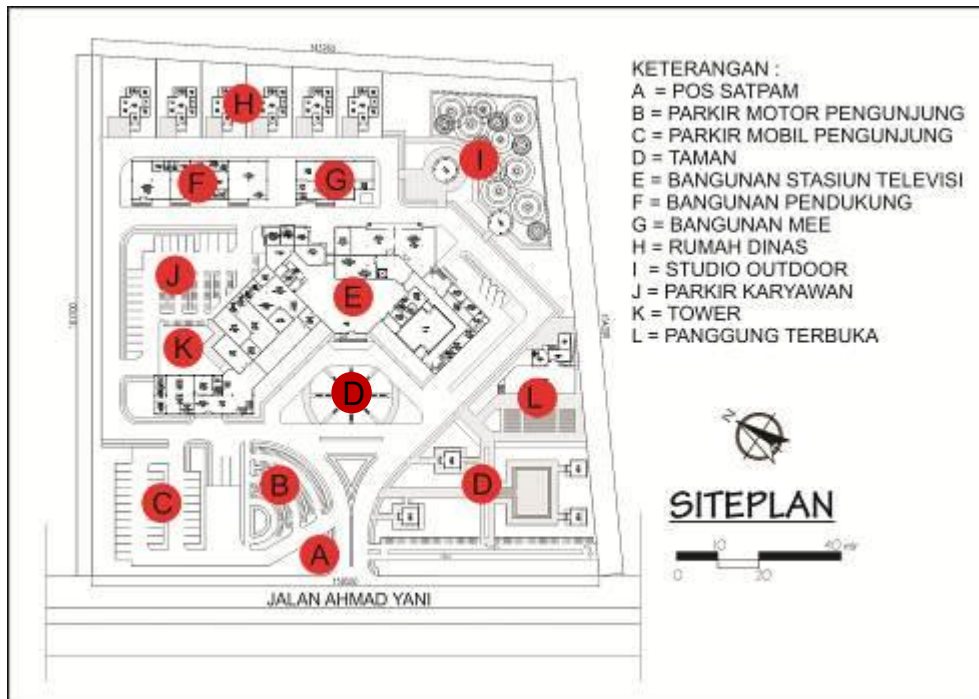 KETERANGAN :
A = POS SATPAM
B = PARKIR MOTOR PENGUNJUNG
C = PARKIR MOBIL PENGUNJUNG
D = TAMAN
E = BANGUNAN STASIUN TELEVISI
F = BANGUNAN PENDUKUNG
G = BANGUNAN MEE
H = RUMAH DINAS
I = STUDIO OUTDOOR
J = PARKIR KARYAWAN
K = TOWER
L = PANGGUNG TERBUKA
H
I
F
G
J
E
K
D
L
C
B
D
A
N
SITEPLAN
10
40
0
20
JALAN AHMAD YANI